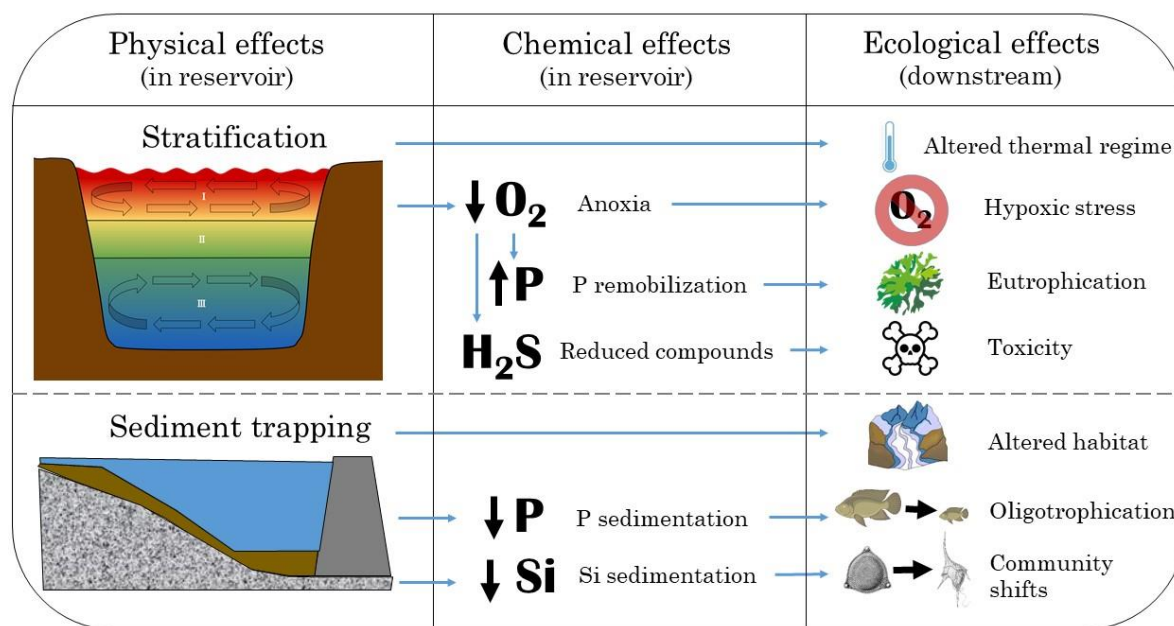 Physical effects
(in reservoir)
Chemical effects
(in reservoir)
Ecological effects
(downstream)
Stratification
Altered thermal regime
I
II
III
↓ O₂ Anoxia
O₂ Hypoxic stress
↑ P P remobilization
Eutrophication
H₂S Reduced compounds
Toxicity
Sediment trapping
Altered habitat
↓ P P sedimentation
Oligotrophication
↓ Si Si sedimentation
Community
shifts